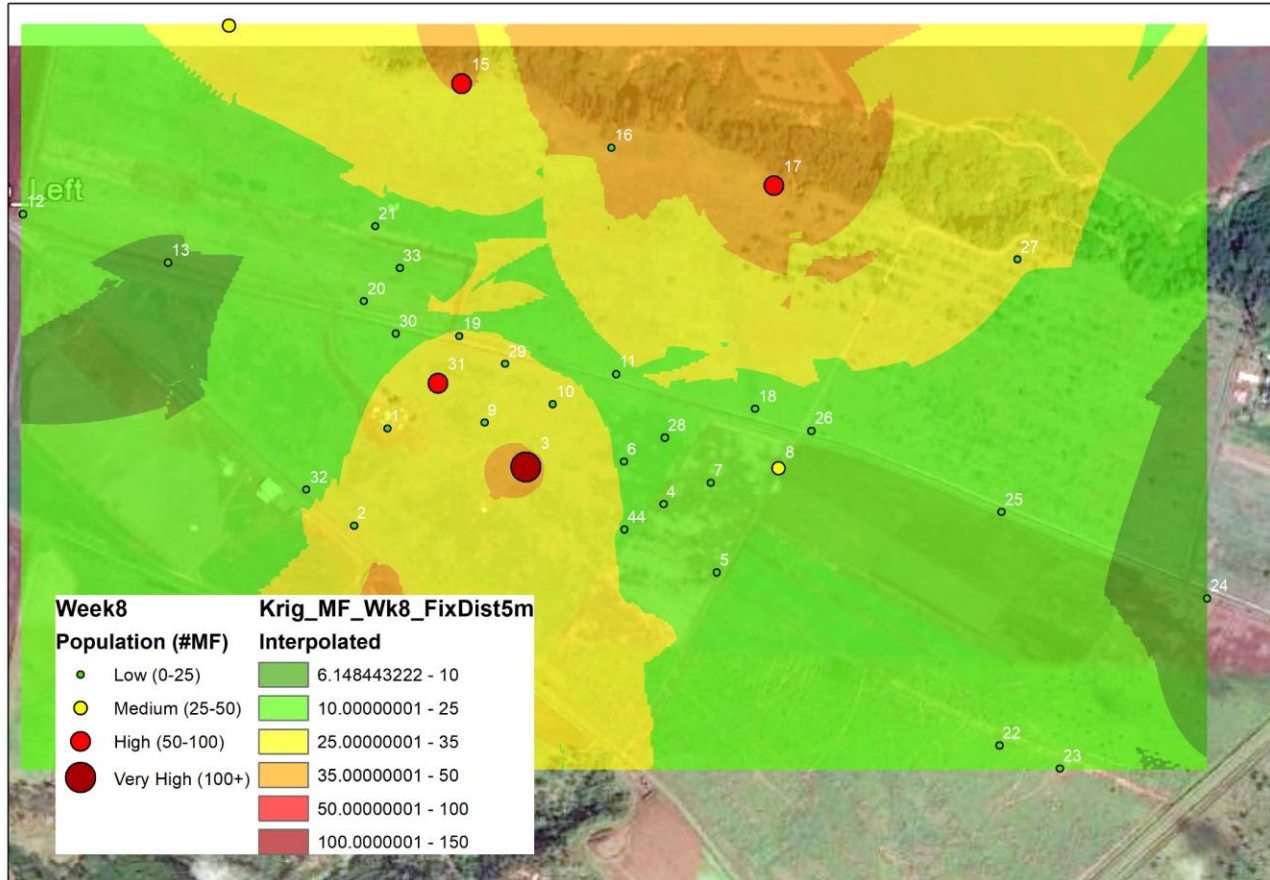 15
16
17
Left
12
21
27
13
33
20
30
19
29
11
31
18
10
26
1
9
28
3
6
8
7
32
4
25
2
44
5
24
22
23
Week8
Population (#MF)
Low (0-25)
Medium (25-50)
High (50-100)
Very High (100+)
Krig_MF_Wk8_FixDist5m
Interpolated
6.148443222 - 10
10.00000001 - 25
25.00000001 - 35
35.00000001 - 50
50.00000001 - 100
100.0000001 - 150